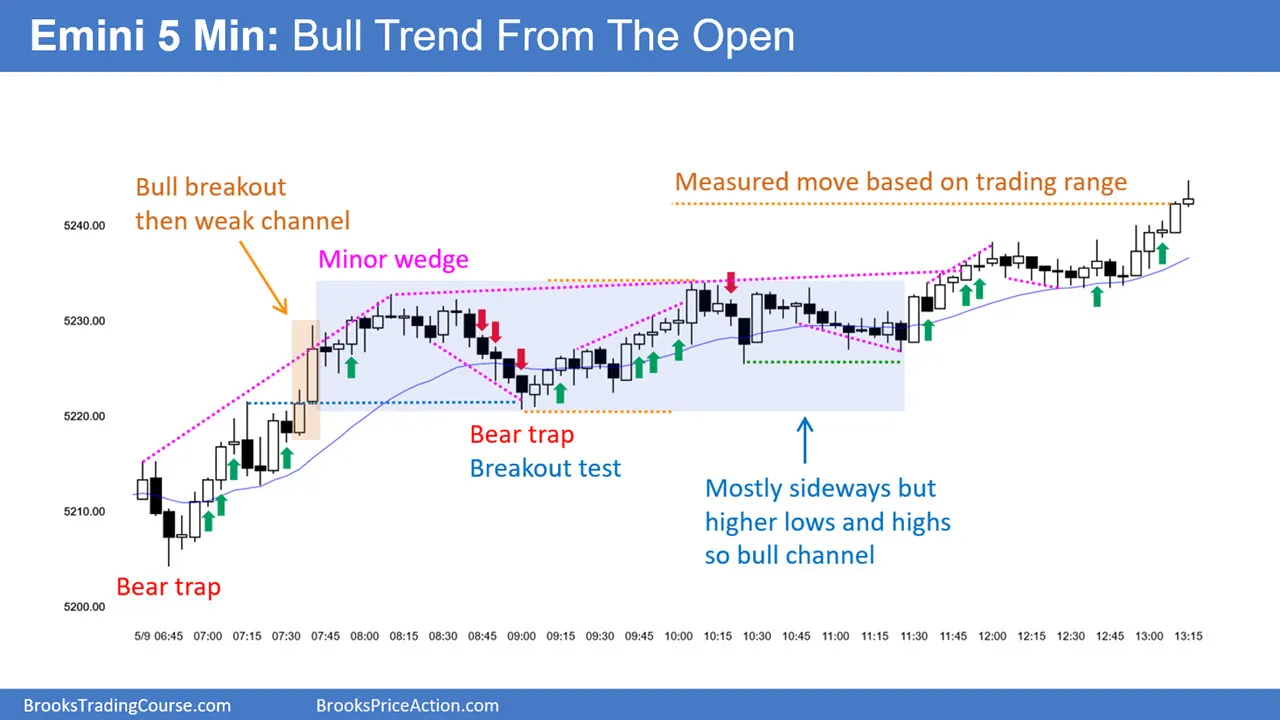 Emini 5 Min: Bull Trend From The Open
Bull breakout
then weak channel
Measured move based on trading range
Minor wedge
5240.00
5230.00
5220.00
5210.00
5200.00
Bear trap
Breakout test
Mostly sideways but
higher lows and highs
so bull channel
Bear trap
5/9 06:45 07:00 07:15 07:30 07:45 08:00 08:15 08:30 08:45 09:00 09:15 09:30 09:45 10:00 10:15 10:30 10:45 11:00 11:15 11:30 11:45 12:00 12:15 12:30 12:45 13:00 13:15
BrooksTradingCourse.com
BrooksPriceAction.com